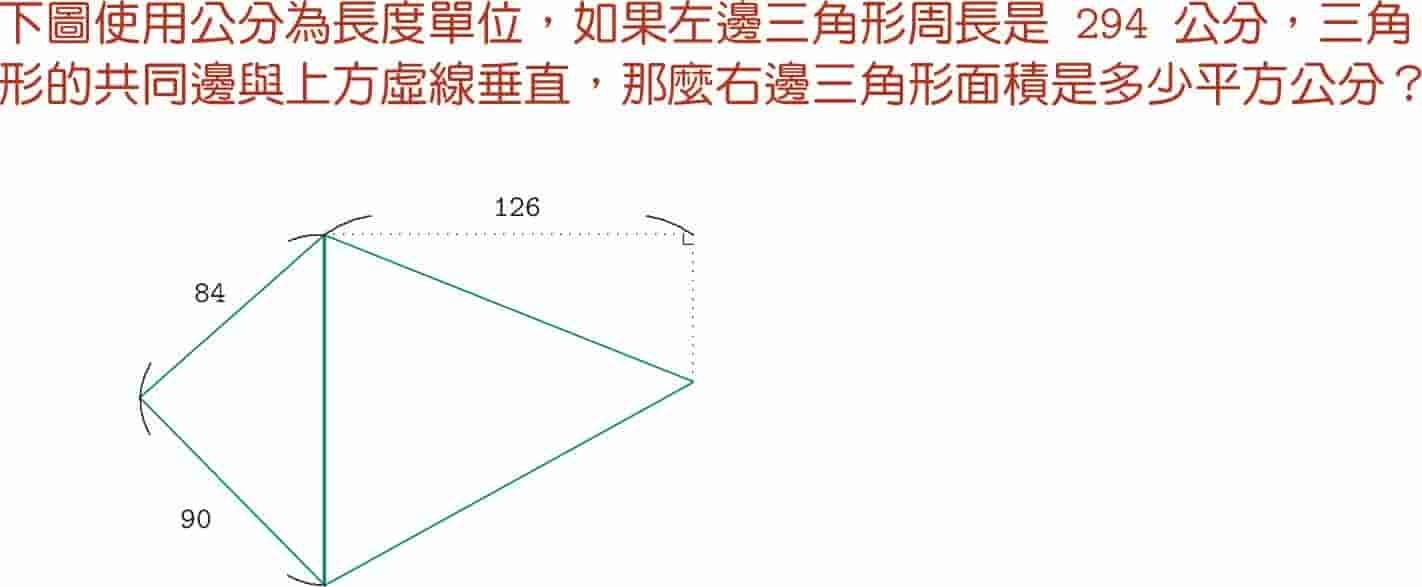 下圖使用公分為長度單位，如果左邊三角形周長是 294 公分，三角
形的共同邊與上方虛線垂直，那麼右邊三角形面積是多少平方公分？
126
84
90